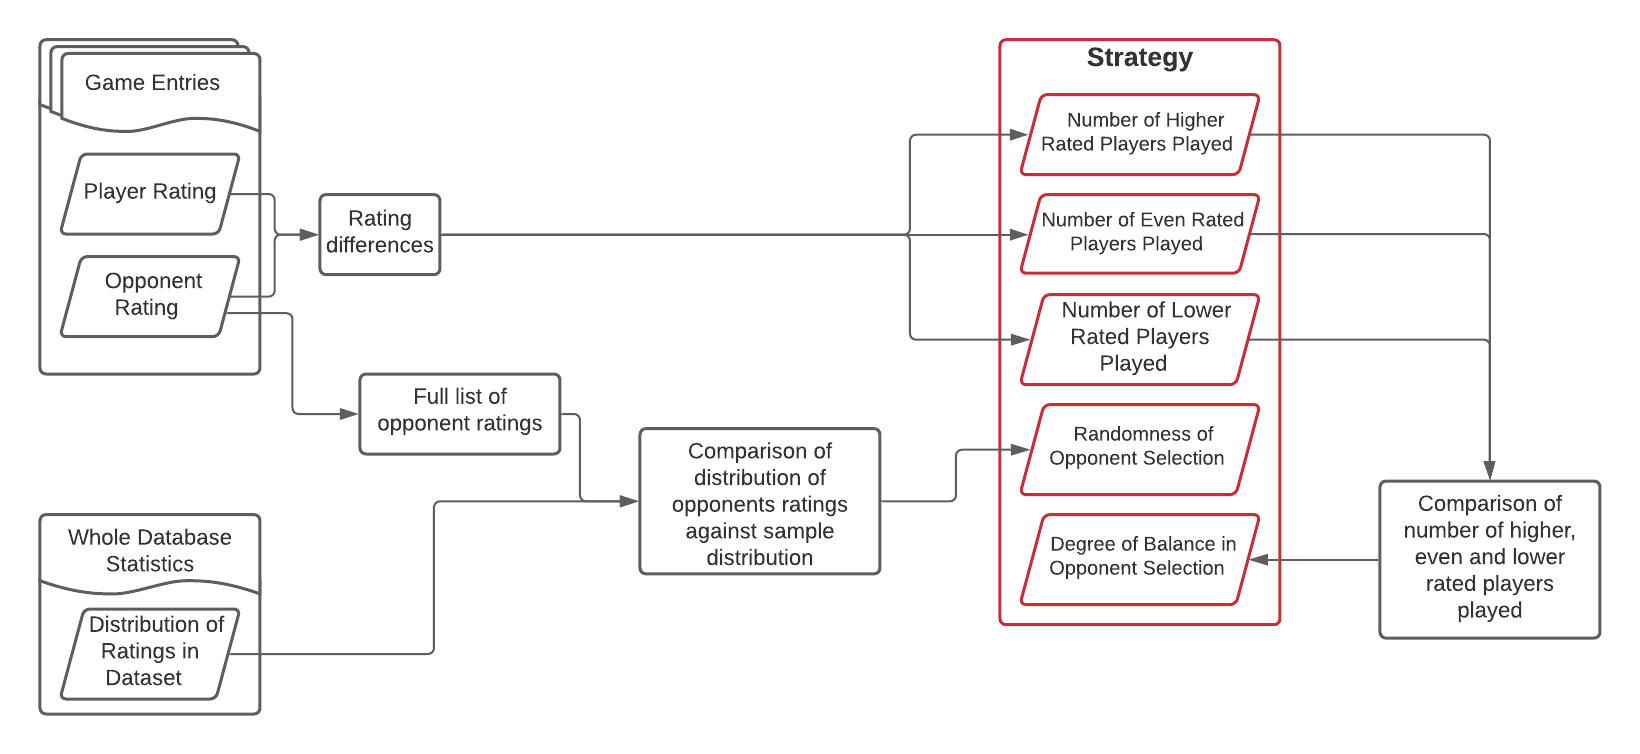 Game Entries
Player Rating
Opponent
Rating
Rating
differences
Full list of
opponent ratings
Whole Database
Statistics
Distribution of
Ratings in
Dataset
Comparison of
distribution of
opponents ratings
against sample
distribution
Strategy
Number of Higher
Rated Players Played
Number of Even Rated
Players Played
Number of Lower
Rated Players
Played
Randomness of
Opponent Selection
Degree of Balance in
Opponent Selection
Comparison of
number of higher,
even and lower
rated players
played